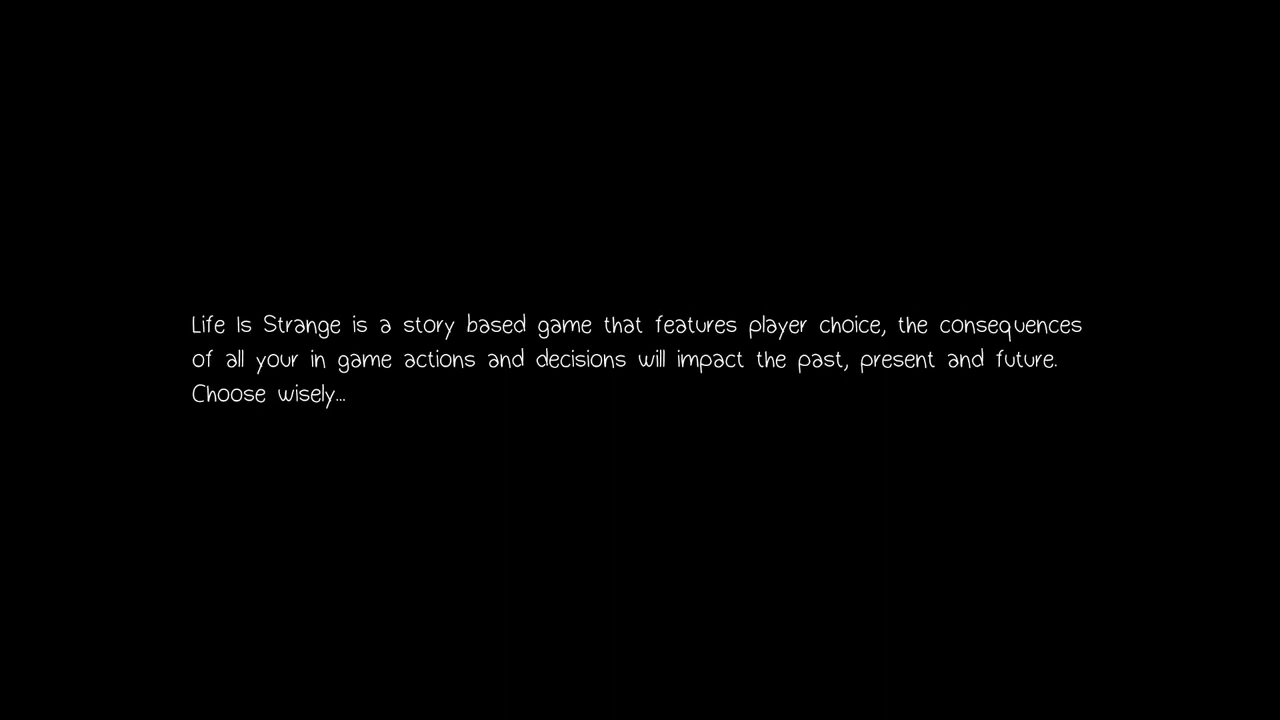 Life Is Strange is a story based game that features player choice, the consequences
of all your in game actions and decisions will impact the past, present and future.
Choose wisely...